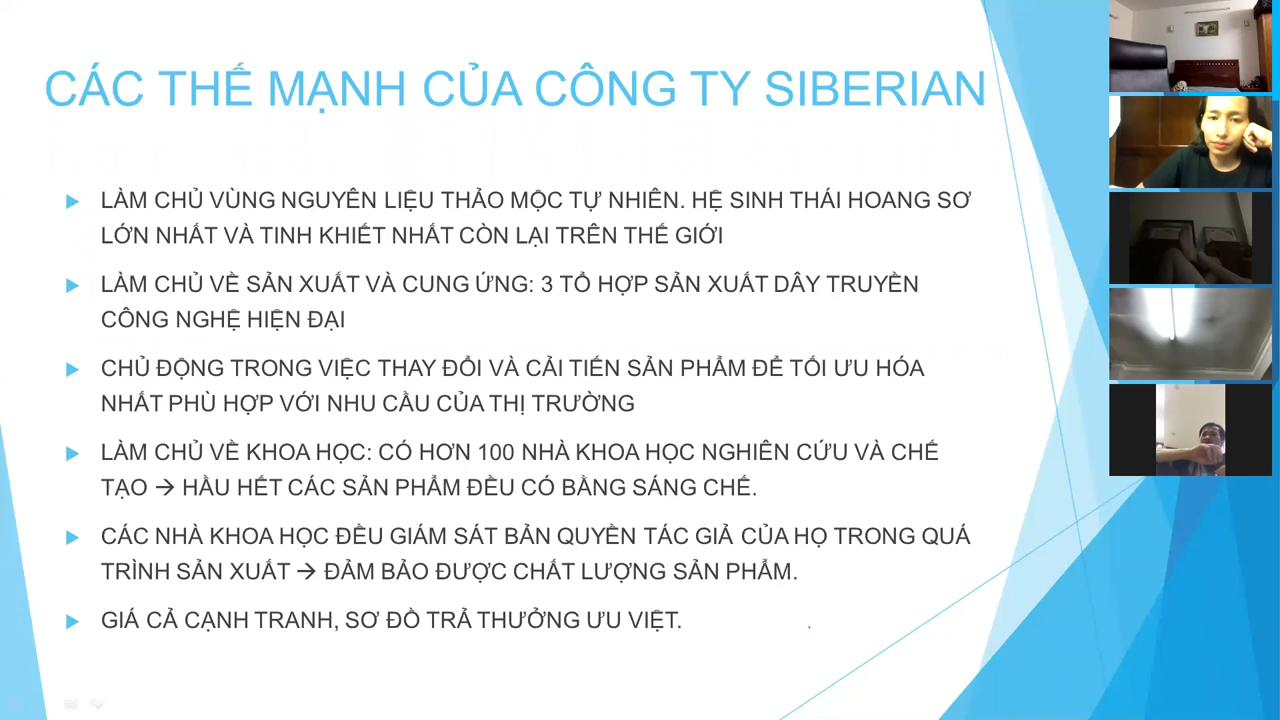 CÁC THẾ MẠNH CỦA CÔNG TY SIBERIAN
LÀM CHỦ VÙNG NGUYÊN LIỆU THẢO MỘC TỰ NHIÊN. HỆ SINH THÁI HOANG SƠ
LỚN NHẤT VÀ TINH KHIẾT NHẤT CÒN LẠI TRÊN THẾ GIỚI
LÀM CHỦ VỀ SẢN XUẤT VÀ CUNG ỨNG: 3 TỔ HỢP SẢN XUẤT DÂY TRUYỀN
CÔNG NGHỆ HIỆN ĐẠI
CHỦ ĐỘNG TRONG VIỆC THAY ĐỔI VÀ CẢI TIẾN SẢN PHẨM ĐỂ TỐI ƯU HÓA
NHẤT PHÙ HỢP VỚI NHU CẦU CỦA THỊ TRƯỜNG
LÀM CHỦ VỀ KHOA HỌC: CÓ HƠN 100 NHÀ KHOA HỌC NGHIÊN CỨU VÀ CHẾ
TẠO → HẦU HẾT CÁC SẢN PHẨM ĐỀU CÓ BẰNG SÁNG CHẾ.
CÁC NHÀ KHOA HỌC ĐỀU GIÁM SÁT BẢN QUYỀN TÁC GIẢ CỦA HỌ TRONG QUÁ
TRÌNH SẢN XUẤT → ĐẢM BẢO ĐƯỢC CHẤT LƯỢNG SẢN PHẨM.
GIÁ CẢ CẠNH TRANH, SƠ ĐỒ TRẢ THƯỞNG ƯU VIỆT.